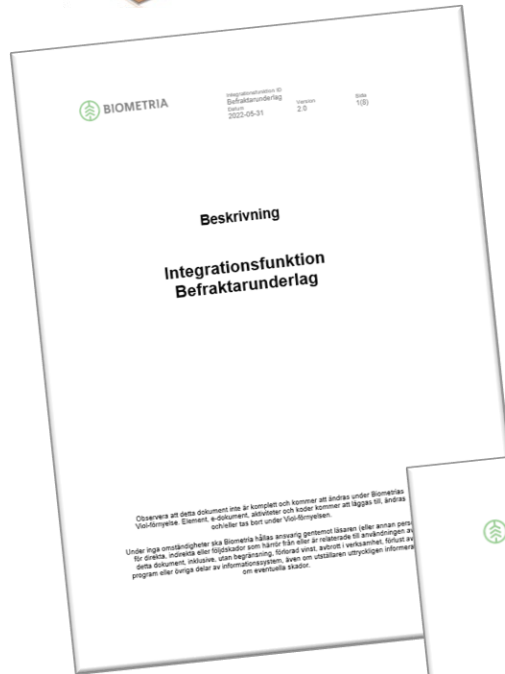 BIOMETRIA
Integrationsfunktion ID
Befraktarunderlag
Datum
2022-05-31
Version
2.0
Sida
1(8)
Beskrivning
Integrationsfunktion
Befraktarunderlag
Observera att detta dokument inte är komplett och kommer att ändras under Biometrias
Viol-förnyelse. Element, e-dokument, aktiviteter och koder kommer att läggas till, ändras
och/eller tas bort under Viol-förnyelsen.
Under inga omständigheter ska Biometria hållas ansvarig gentemot läsaren (eller annan
för direkta, indirekta eller följdskador som härrör från eller är relaterade till användningen
detta dokument, inklusive, utan begränsning, förlorad vinst, avbrott i verksamhet, förlust av
program eller övriga delar av informationssystem, även om utställaren uttryckligen
om eventuella skador.